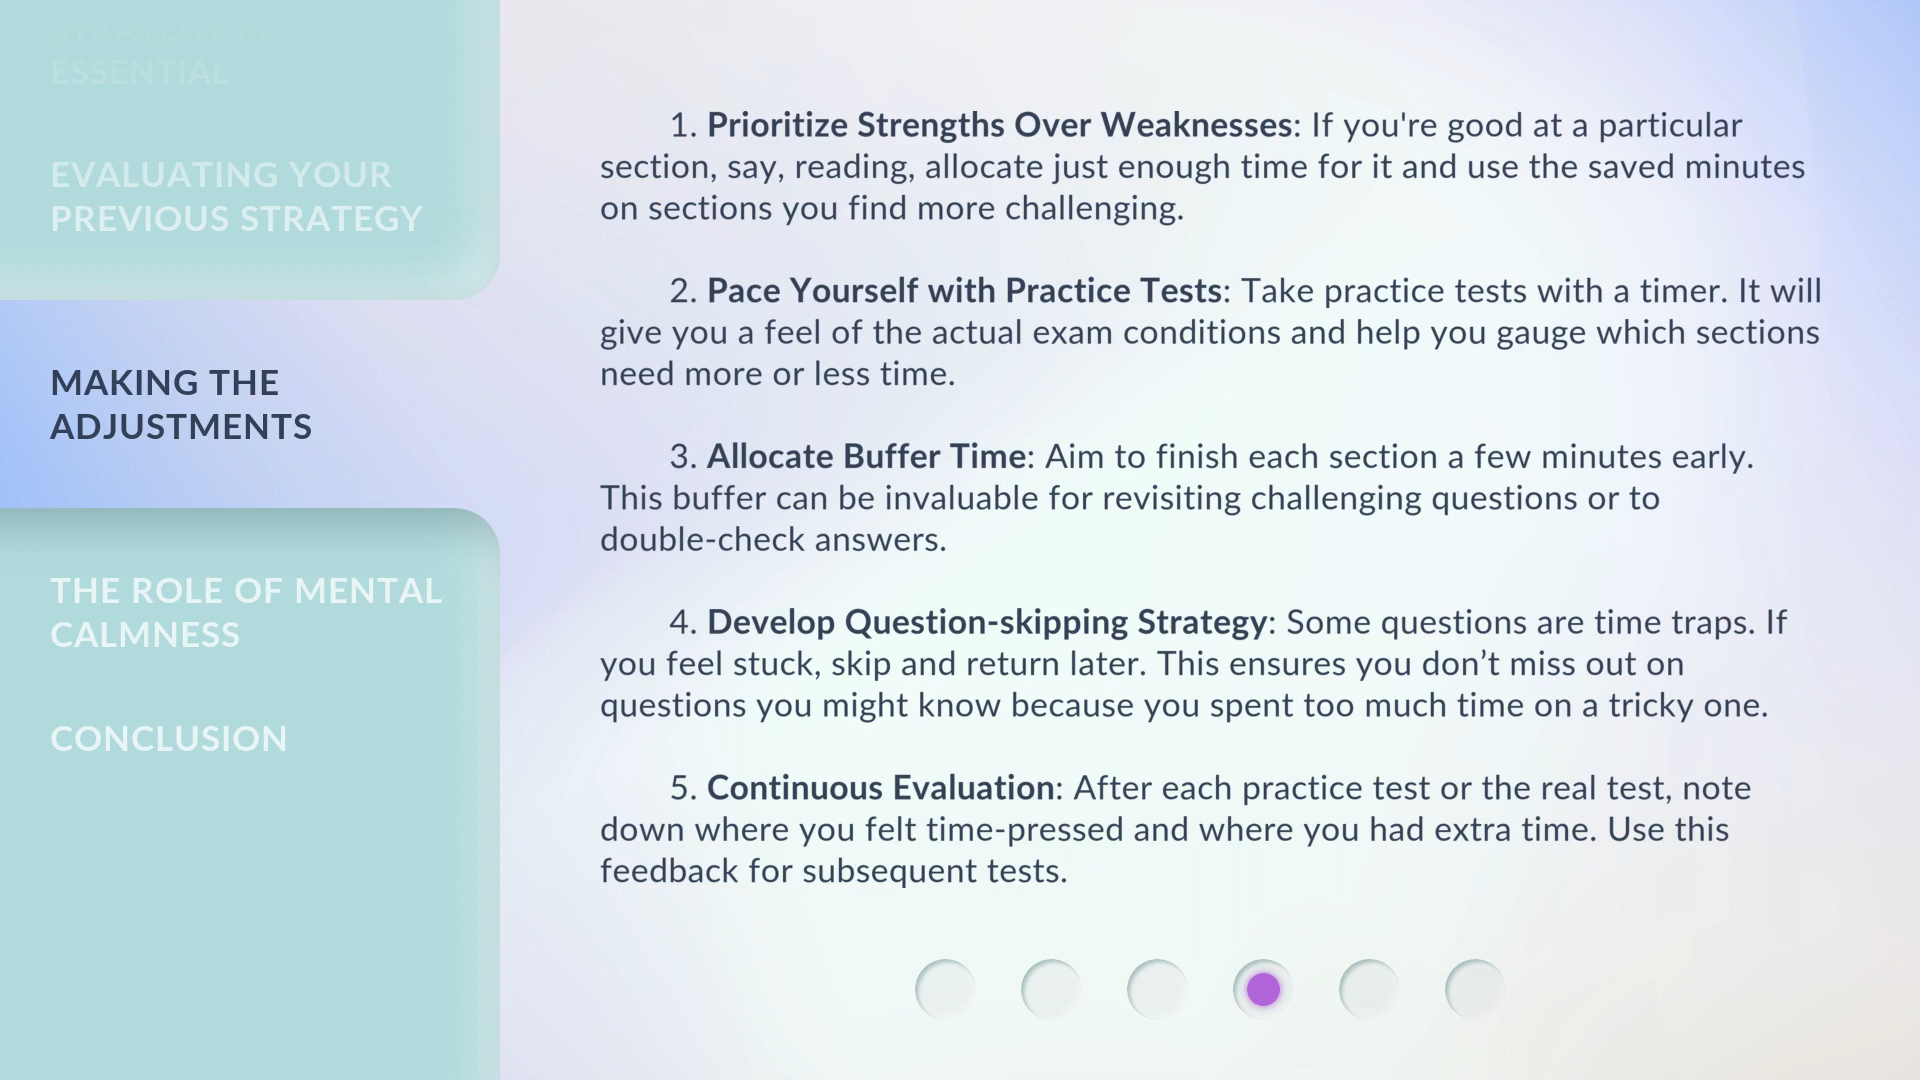 STRATEGY IS
ESSENTIAL
EVALUATING YOUR
PREVIOUS STRATEGY
MAKING THE
ADJUSTMENTS
THE ROLE OF MENTAL
CALMNESS
CONCLUSION
1. Prioritize Strengths Over Weaknesses: If you're good at a particular
section, say, reading, allocate just enough time for it and use the saved minutes
on sections you find more challenging.
2. Pace Yourself with Practice Tests: Take practice tests with a timer. It will
give you a feel of the actual exam conditions and help you gauge which sections
need more or less time.
3. Allocate Buffer Time: Aim to finish each section a few minutes early.
This buffer can be invaluable for revisiting challenging questions or to
double-check answers.
4. Develop Question-skipping Strategy: Some questions are time traps. If
you feel stuck, skip and return later. This ensures you don’t miss out on
questions you might know because you spent too much time on a tricky one.
5. Continuous Evaluation: After each practice test or the real test, note
down where you felt time-pressed and where you had extra time. Use this
feedback for subsequent tests.